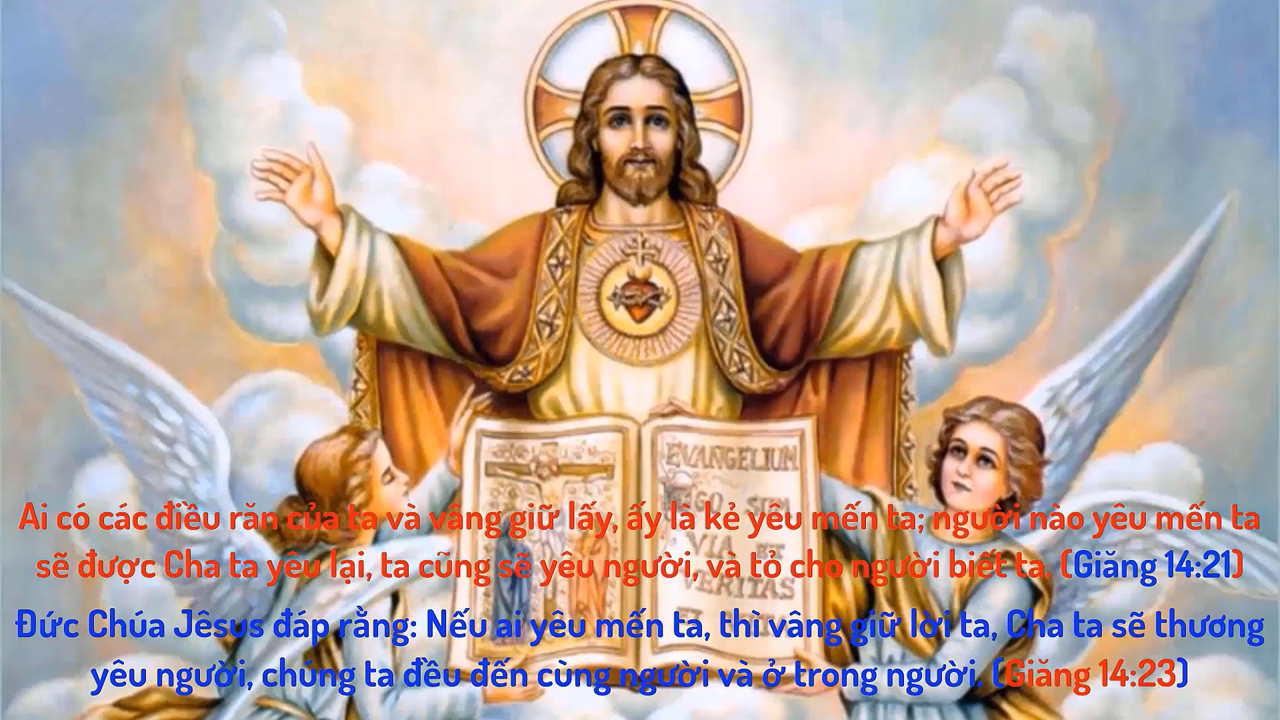 EVANGELIUM
EGO SUM
VIA ET
VERITAS
ET
Ai có các điều răn của ta và vâng giữ lấy, ấy là kẻ yêu mến ta; người nào yêu mến ta
sẽ được Cha ta yêu lại, ta cũng sẽ yêu người, và tỏ cho người biết ta. (Giăng 14:21)
Đức Chúa Jêsus đáp rằng: Nếu ai yêu mến ta, thì vâng giữ lời ta, Cha ta sẽ thương
yêu người, chúng ta đều đến cùng người và ở trong người. (Giăng 14:23)